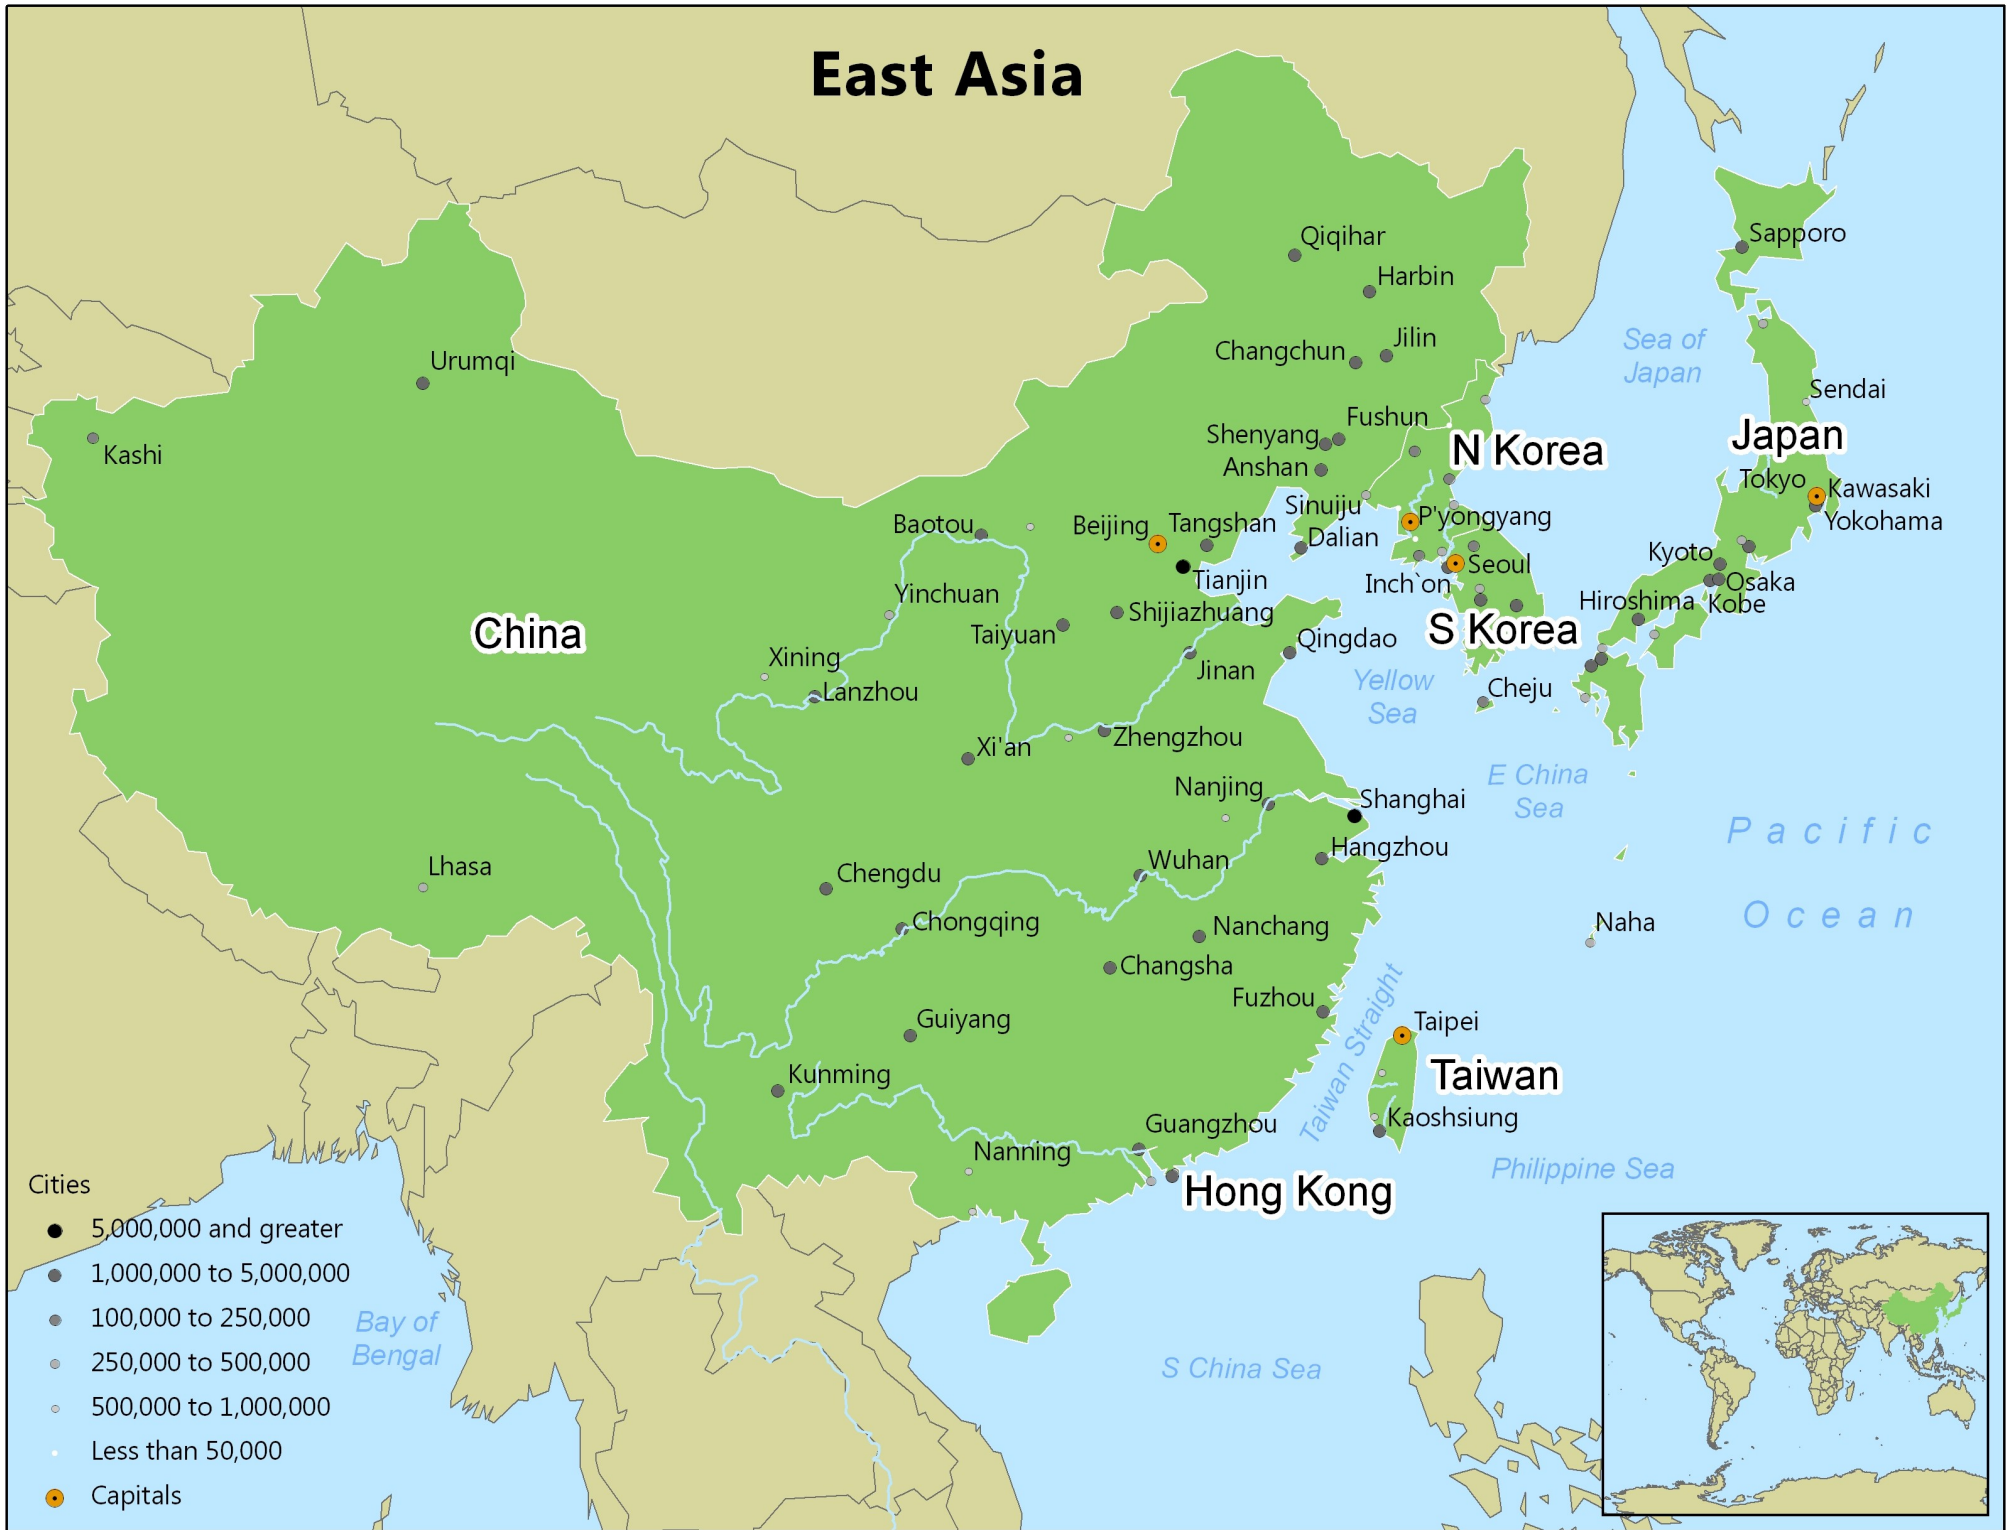 East Asia
Qiqihar
Sapporo
Harbin
Jilin
Changchun
Sea of
Japan
Urumqi
Sendai
Fushun
Shenyang
N Korea
Japan
Kashi
Anshan
Tokyo
Kawasaki
Sinuiju
P'yongyang
Yokohama
Baotou
Beijing
Tangshan
Dalian
Kyoto
Seoul
Tianjin
Inch`on
Osaka
Yinchuan
Hiroshima
Kobe
Shijiazhuang
China
Taiyuan
S Korea
Qingdao
Xining
Jinan
Yellow
Sea
Lanzhou
Cheju
Zhengzhou
Xi'an
E China
Sea
Nanjing
Shanghai
Pacific
Ocean
Hangzhou
Wuhan
Lhasa
Chengdu
Chongqing
Nanchang
Naha
Changsha
Fuzhou
Taiwan Straight
Guiyang
Taipei
Kunming
Taiwan
Kaoshsiung
Guangzhou
Nanning
Philippine Sea
Hong Kong
Cities
5,000,000 and greater
1,000,000 to 5,000,000
100,000 to 250,000
250,000 to 500,000
500,000 to 1,000,000
Less than 50,000
Capitals
Bay of
Bengal
S China Sea